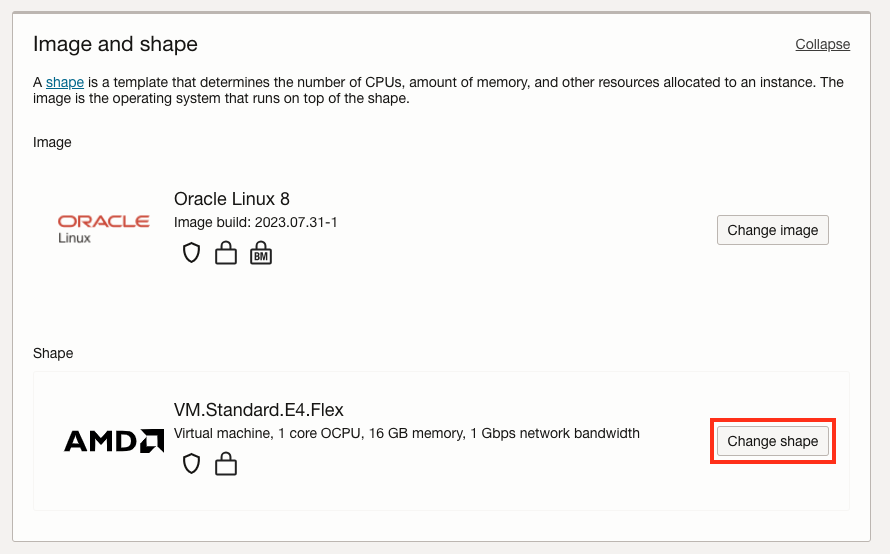 Image and shape
Collapse
A shape is a template that determines the number of CPUs, amount of memory, and other resources allocated to an instance. The
image is the operating system that runs on top of the shape.
Image
ORACLE
Linux
Oracle Linux 8
Image build: 2023.07.31-1
BM
Change image
Shape
AMD
VM.Standard.E4.Flex
Virtual machine, 1 core OCPU, 16 GB memory, 1 Gbps network bandwidth
Change shape